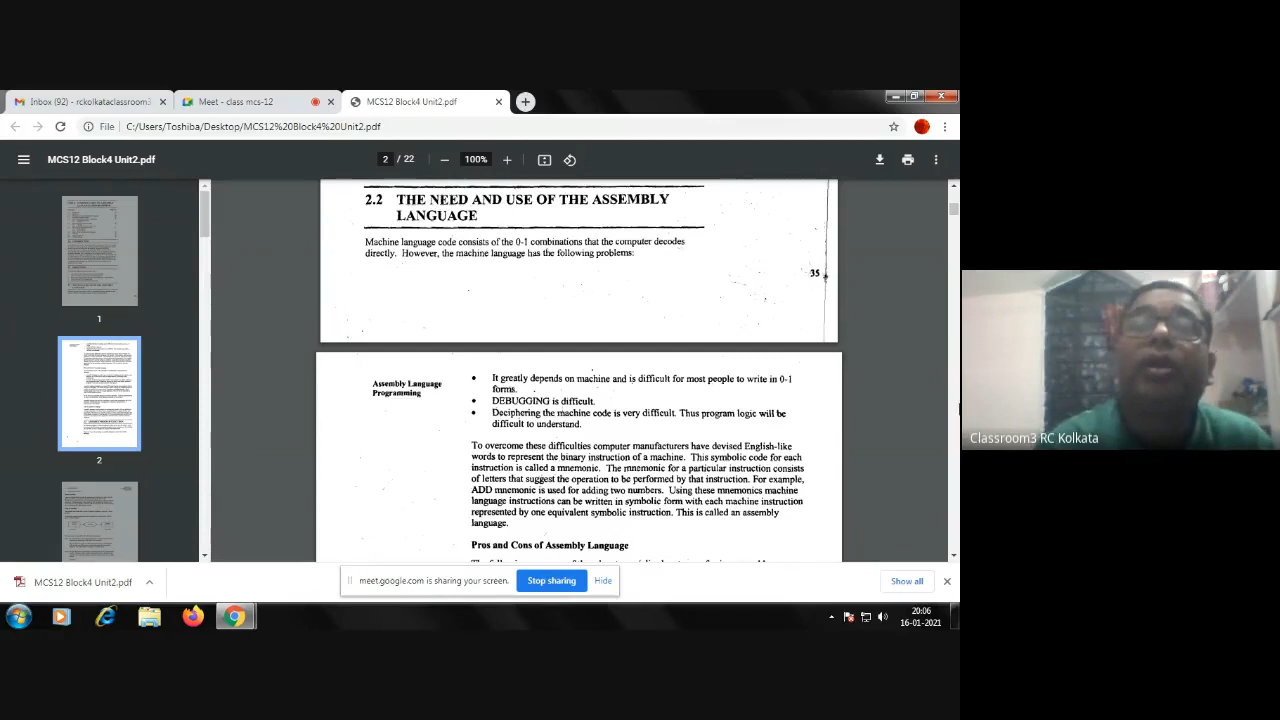 Inbox (92) - rckolkataclassroom3
Meet - class mcs-12
MCS12 Block4 Unit2.pdf
File
C:/Users/Toshiba/Desktop/MCS12%20Block4%20Unit2.pdf
MCS12 Block4 Unit2.pdf
2 / 22
100%
2.2 THE NEED AND USE OF THE ASSEMBLY
LANGUAGE
Machine language code consists of the 0-1 combinations that the computer decodes
directly. However, the machine language has the following problems:
35
1
Assembly Language
Programming
• It greatly depends on machine and is difficult for most people to write in 0-1
forms.
• DEBUGGING is difficult.
• Deciphering the machine code is very difficult. Thus program logic will be
difficult to understand.
To overcome these difficulties computer manufacturers have devised English-like
words to represent the binary instruction of a machine. This symbolic code for each
instruction is called a mnemonic. The mnemonic for a particular instruction consists
of letters that suggest the operation to be performed by that instruction. For example,
ADD mnemonic is used for adding two numbers. Using these mnemonics machine
language instructions can be written in symbolic form with each machine instruction
represented by one equivalent symbolic instruction. This is called an assembly
language.
Pros and Cons of Assembly Language
2
Classroom3 RC Kolkata
MCS12 Block4 Unit2.pdf
meet.google.com is sharing your screen.
Stop sharing
Hide
Show all
20:06
16-01-2021